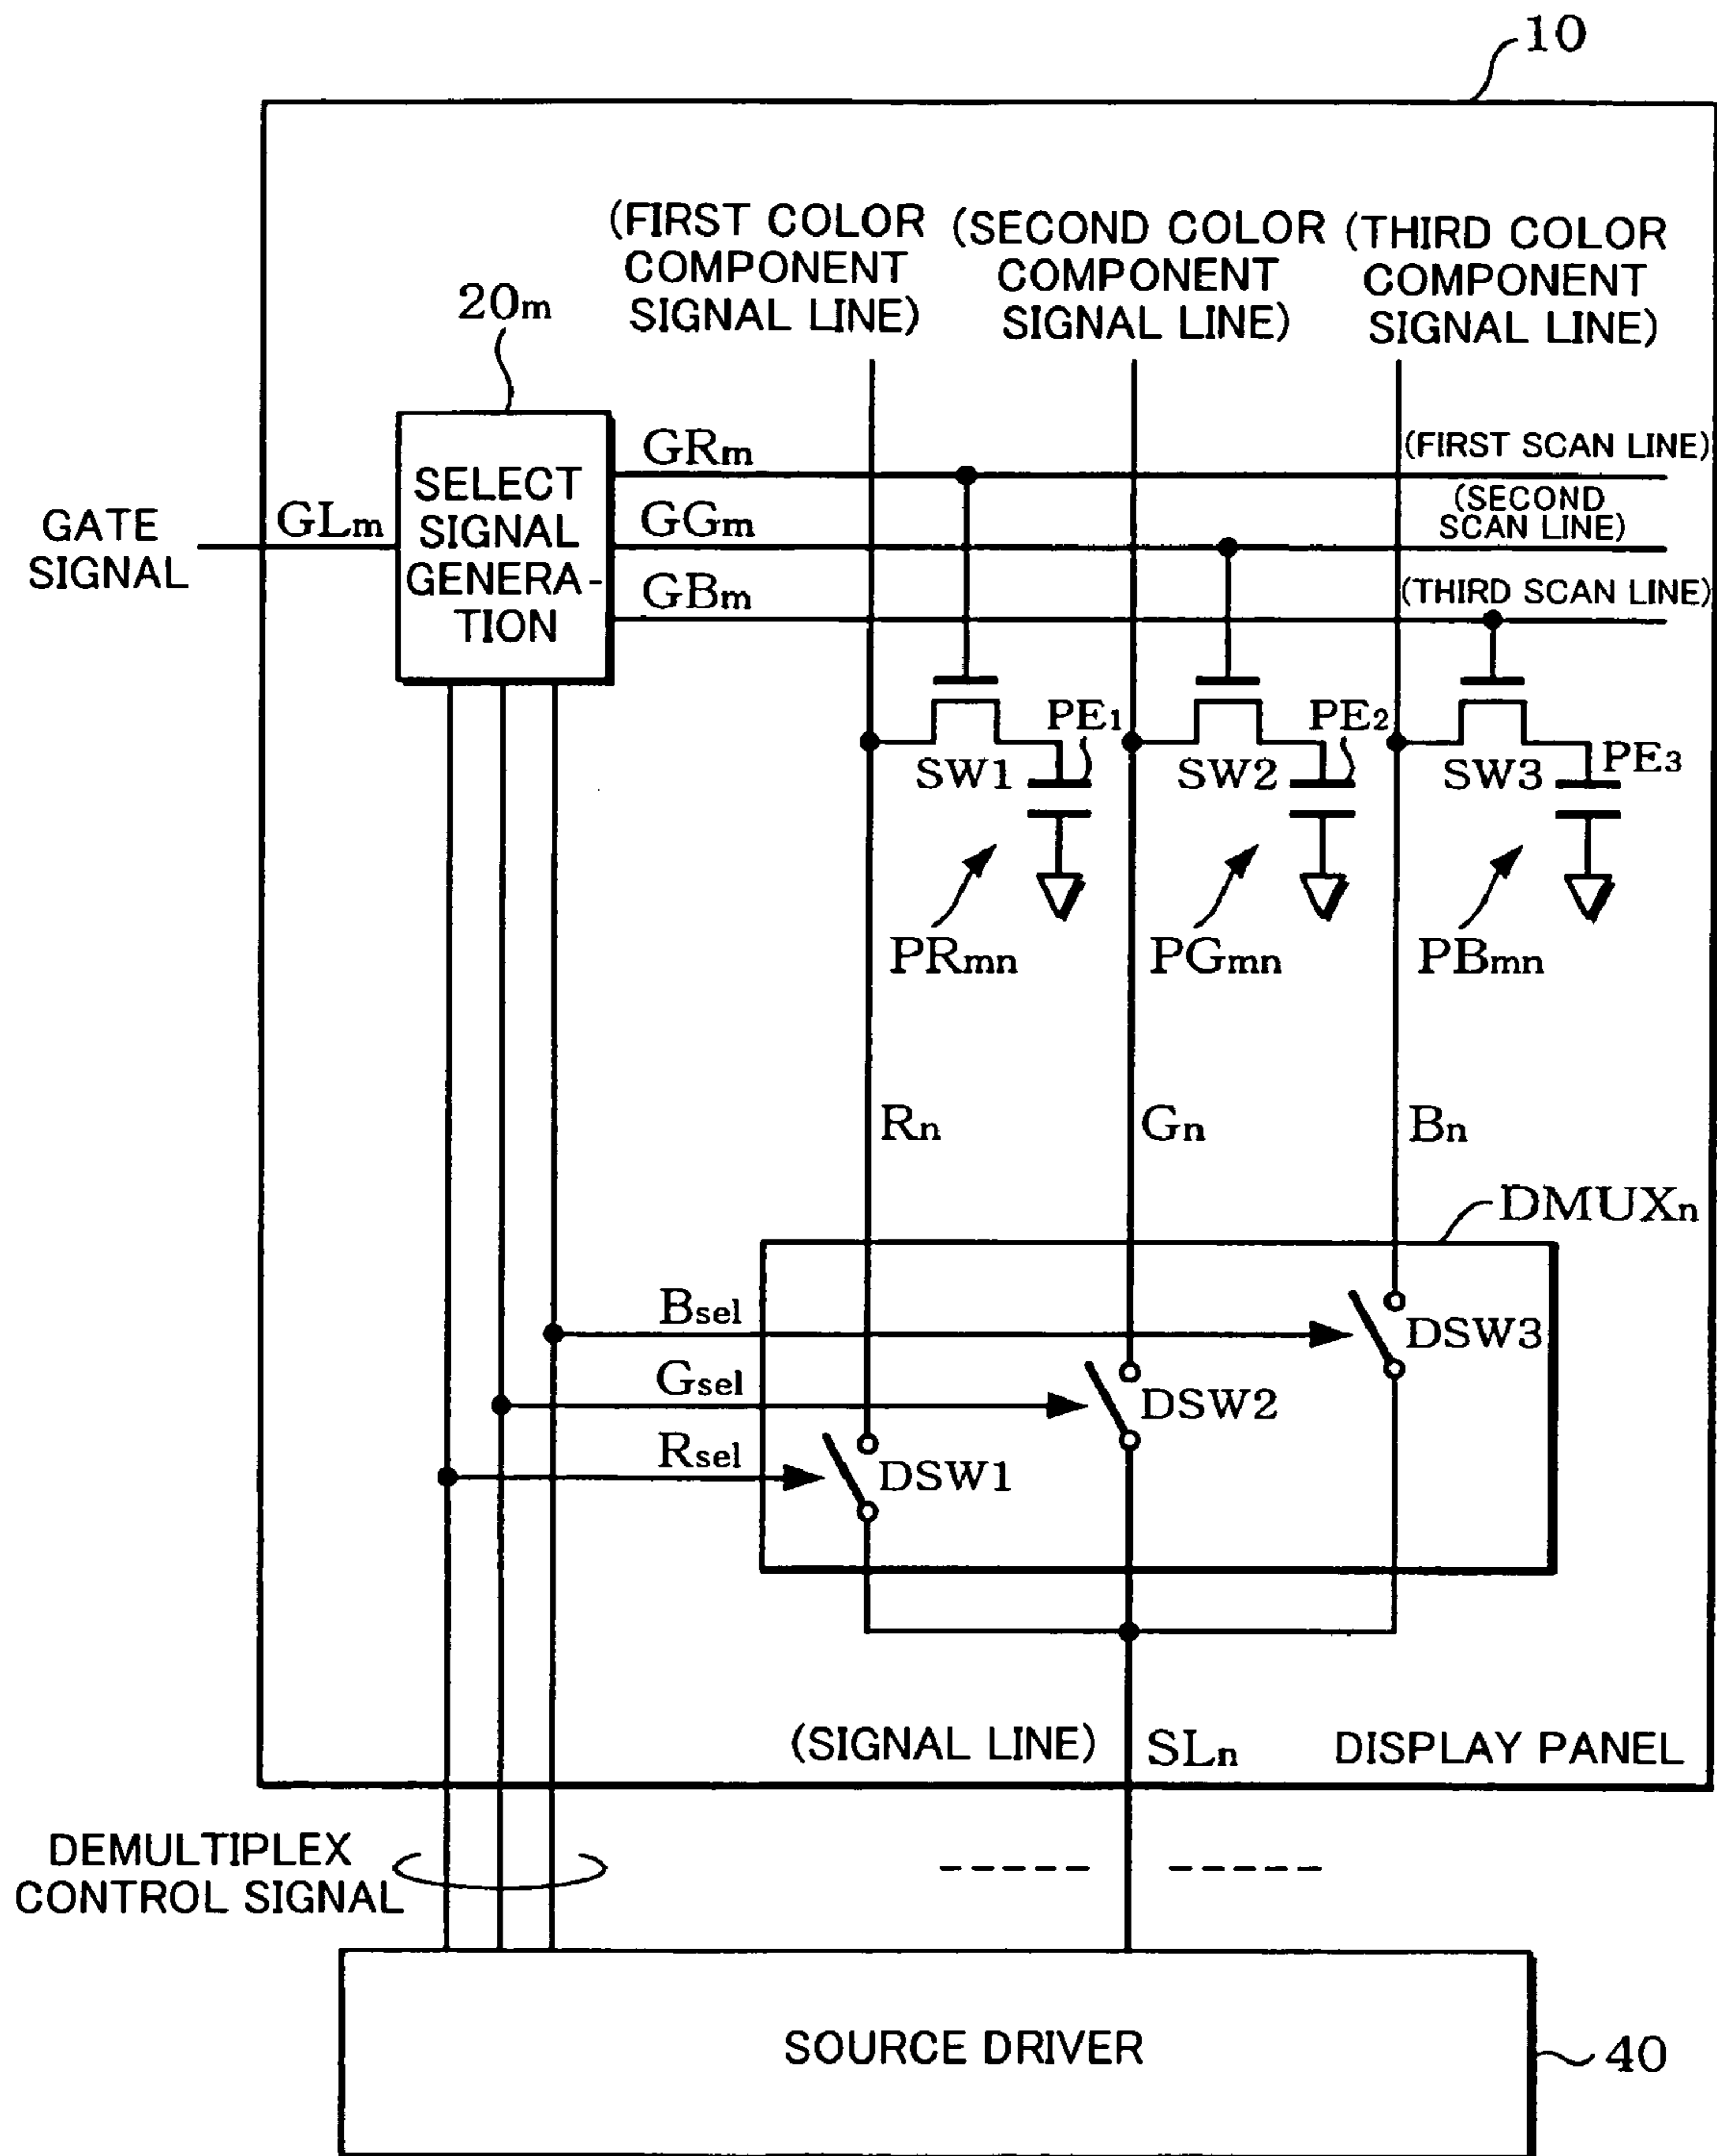 10
(FIRST COLOR
COMPONENT
SIGNAL LINE)
(SECOND COLOR
COMPONENT
SIGNAL LINE)
(THIRD COLOR
COMPONENT
SIGNAL LINE)
20m
SELECT
SIGNAL
GENERA-
TION
GATE
SIGNAL
GLm
GRm
(FIRST SCAN LINE)
GGm
(SECOND
SCAN LINE)
GBm
(THIRD SCAN LINE)
SW1
PE1
SW2
PE2
SW3
PE3
PRmn
PGmn
PBmn
Rn
Gn
Bn
DMUXn
Bsel
DSW3
Gsel
DSW2
Rsel
DSW1
(SIGNAL LINE)
SLn
DISPLAY PANEL
DEMULTIPLEX
CONTROL SIGNAL
SOURCE DRIVER
40